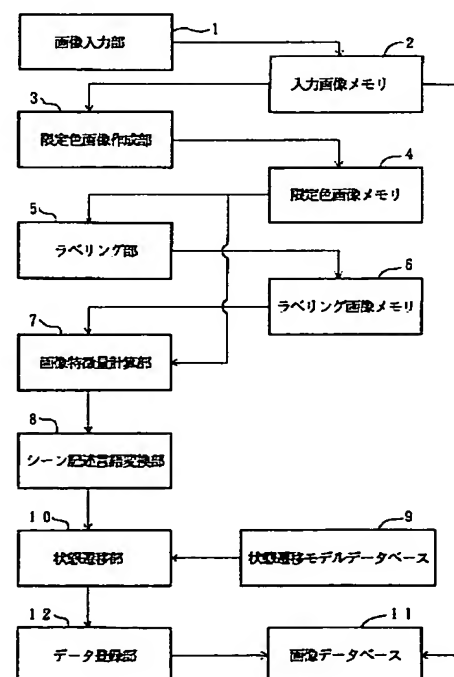 1
画像入力部
2
入力画像メモリ
3
限定色画像作成部
4
限定色画像メモリ
5
ラベリング部
6
ラベリング画像メモリ
7
画像特徴量計算部
8
シーン記述言語変換部
10
状態遷移部
9
状態遷移モデルデータベース
12
データ登録部
11
画像データベース